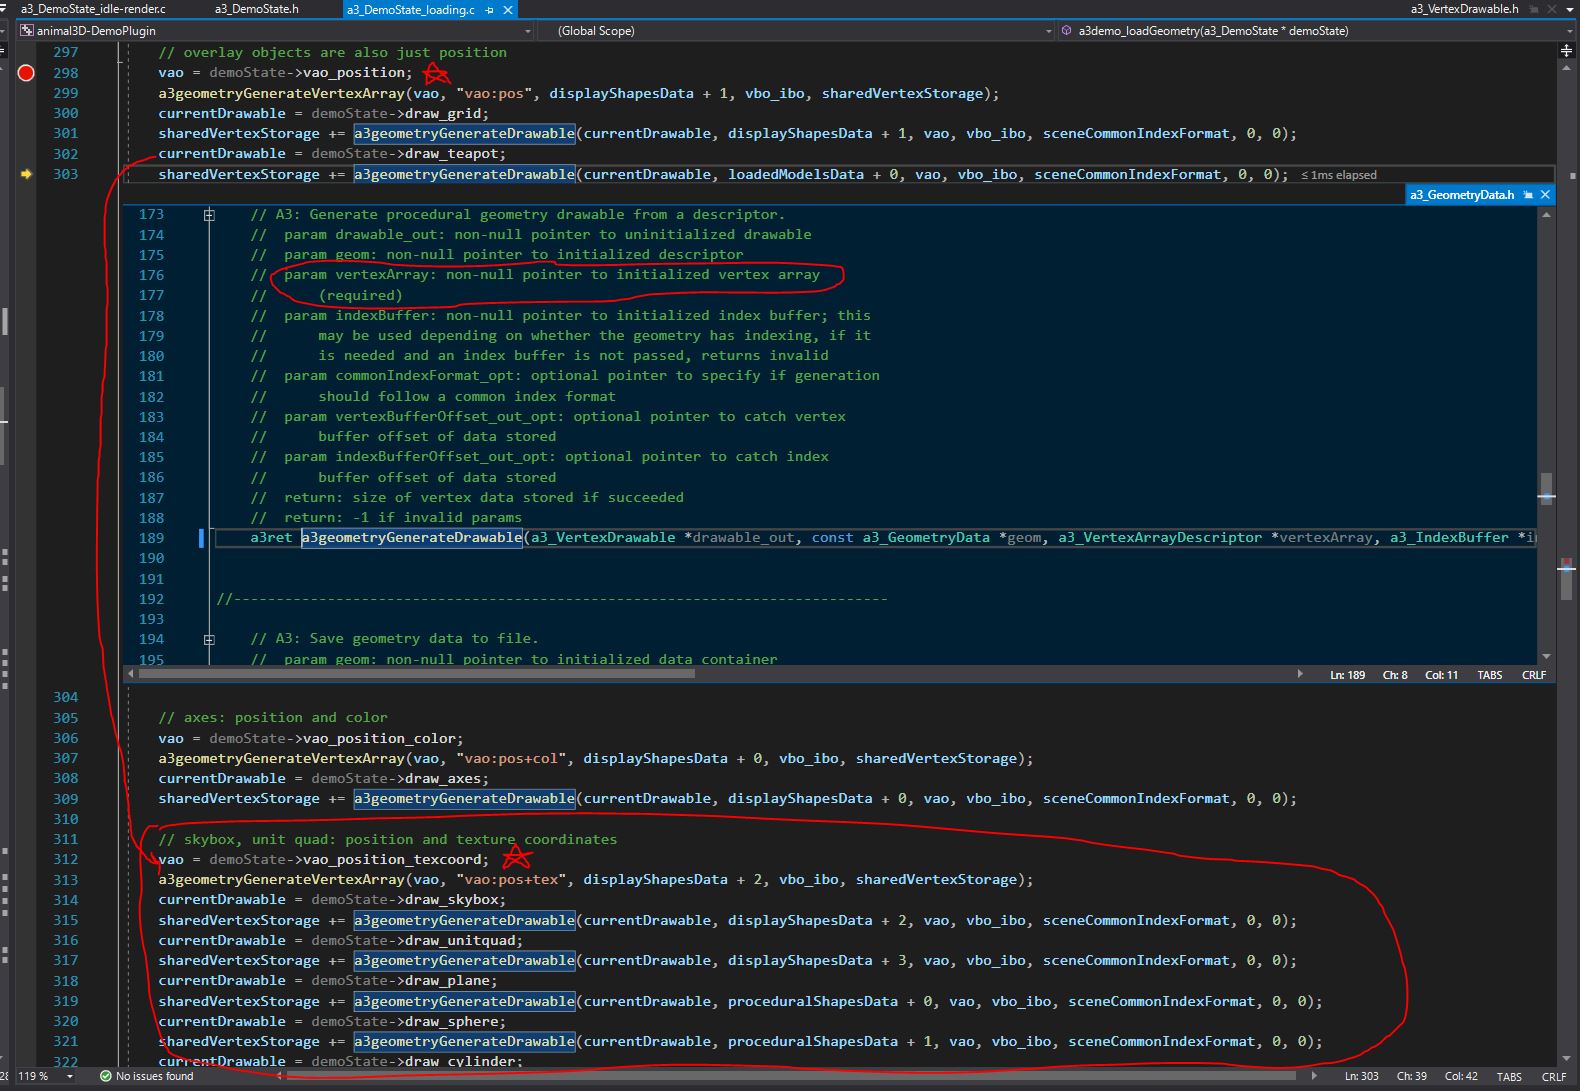 a3_DemoState_idle-render.c a3_DemoState.h a3_DemoState_loading.c a3_VertexDrawable.h
animal3D-DemoPlugin (Global Scope) a3demo_loadGeometry(a3_DemoState * demoState)
297 // overlay objects are also just position
298 vao = demoState->vao_position;
299 a3geometryGenerateVertexArray(vao, "vao:pos", displayShapesData + 1, vbo_ibo, sharedVertexStorage);
300 currentDrawable = demoState->draw_grid;
301 sharedVertexStorage += a3geometryGenerateDrawable(currentDrawable, displayShapesData + 1, vao, vbo_ibo, sceneCommonIndexFormat, 0, 0);
302 currentDrawable = demoState->draw_teapot;
303 sharedVertexStorage += a3geometryGenerateDrawable(currentDrawable, loadedModelsData + 0, vao, vbo_ibo, sceneCommonIndexFormat, 0, 0); ≤ 1ms elapsed
a3_GeometryData.h
173 // A3: Generate procedural geometry drawable from a descriptor.
174 // param drawable_out: non-null pointer to uninitialized drawable
175 // param geom: non-null pointer to initialized descriptor
176 // param vertexArray: non-null pointer to initialized vertex array
177 // (required)
178 // param indexBuffer: non-null pointer to initialized index buffer; this
179 // may be used depending on whether the geometry has indexing, if it
180 // is needed and an index buffer is not passed, returns invalid
181 // param commonIndexFormat_opt: optional pointer to specify if generation
182 // should follow a common index format
183 // param vertexBufferOffset_out_opt: optional pointer to catch vertex
184 // buffer offset of data stored
185 // param indexBufferOffset_out_opt: optional pointer to catch index
186 // buffer offset of data stored
187 // return: size of vertex data stored if succeeded
188 // return: -1 if invalid params
189 a3ret a3geometryGenerateDrawable(a3_VertexDrawable *drawable_out, const a3_GeometryData *geom, a3_VertexArrayDescriptor *vertexArray, a3_IndexBuffer *i
190
191
192 //-----------------------------------------------------------------------------
193
194 // A3: Save geometry data to file.
195 // param geom: non-null pointer to initialized data container
Ln: 189 Ch: 8 Col: 11 TABS CRLF
304
305 // axes: position and color
306 vao = demoState->vao_position_color;
307 a3geometryGenerateVertexArray(vao, "vao:pos+col", displayShapesData + 0, vbo_ibo, sharedVertexStorage);
308 currentDrawable = demoState->draw_axes;
309 sharedVertexStorage += a3geometryGenerateDrawable(currentDrawable, displayShapesData + 0, vao, vbo_ibo, sceneCommonIndexFormat, 0, 0);
310
311 // skybox, unit quad: position and texture coordinates
312 vao = demoState->vao_position_texcoord;
313 a3geometryGenerateVertexArray(vao, "vao:pos+tex", displayShapesData + 2, vbo_ibo, sharedVertexStorage);
314 currentDrawable = demoState->draw_skybox;
315 sharedVertexStorage += a3geometryGenerateDrawable(currentDrawable, displayShapesData + 2, vao, vbo_ibo, sceneCommonIndexFormat, 0, 0);
316 currentDrawable = demoState->draw_unitquad;
317 sharedVertexStorage += a3geometryGenerateDrawable(currentDrawable, displayShapesData + 3, vao, vbo_ibo, sceneCommonIndexFormat, 0, 0);
318 currentDrawable = demoState->draw_plane;
319 sharedVertexStorage += a3geometryGenerateDrawable(currentDrawable, proceduralShapesData + 0, vao, vbo_ibo, sceneCommonIndexFormat, 0, 0);
320 currentDrawable = demoState->draw_sphere;
321 sharedVertexStorage += a3geometryGenerateDrawable(currentDrawable, proceduralShapesData + 1, vao, vbo_ibo, sceneCommonIndexFormat, 0, 0);
322 currentDrawable = demoState->draw_cylinder;
119 % No issues found Ln: 303 Ch: 39 Col: 42 TABS CRLF